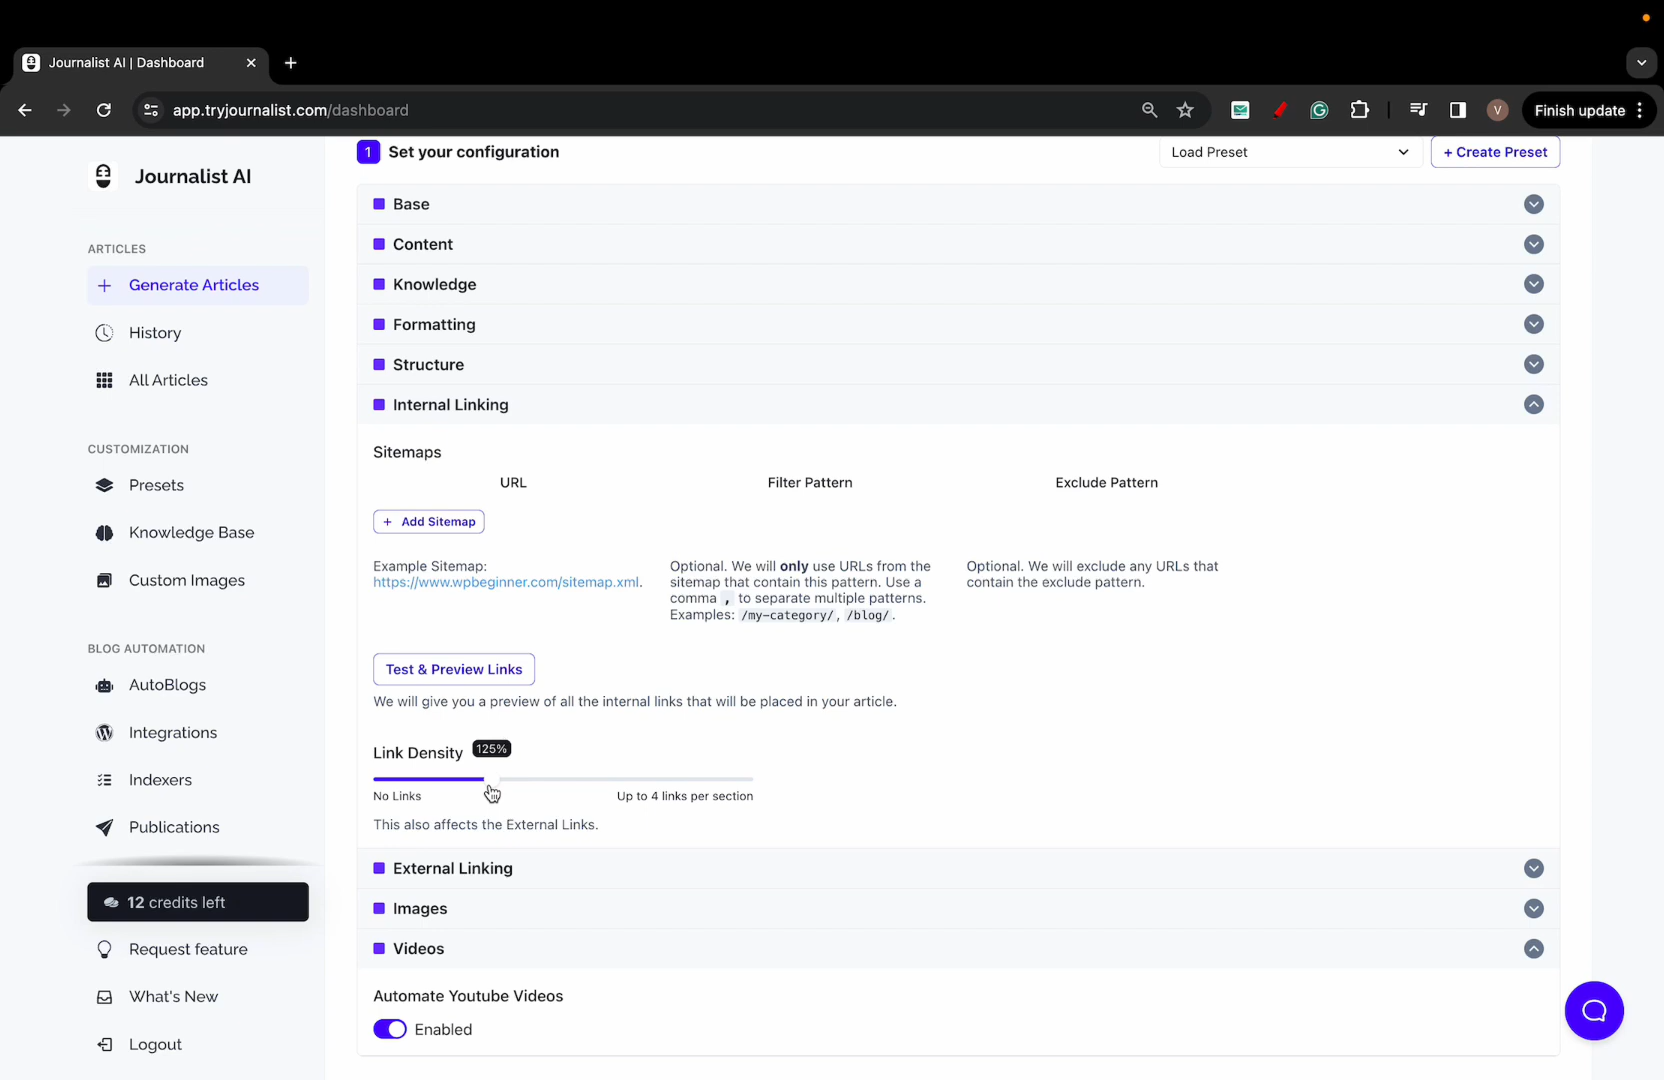 Journalist AI | Dashboard
app.tryjournalist.com/dashboard
V
Finish update
Journalist AI
ARTICLES
Generate Articles
History
All Articles
CUSTOMIZATION
Presets
Knowledge Base
Custom Images
BLOG AUTOMATION
AutoBlogs
Integrations
Indexers
Publications
12 credits left
Request feature
What's New
Logout
1 Set your configuration
Load Preset
+ Create Preset
Base
Content
Knowledge
Formatting
Structure
Internal Linking
Sitemaps
URL
Filter Pattern
Exclude Pattern
+ Add Sitemap
Example Sitemap:
https://www.wpbeginner.com/sitemap.xml.
Optional. We will only use URLs from the
sitemap that contain this pattern. Use a
comma , to separate multiple patterns.
Examples: /my-category/, /blog/.
Optional. We will exclude any URLs that
contain the exclude pattern.
Test & Preview Links
We will give you a preview of all the internal links that will be placed in your article.
Link Density 125%
No Links
Up to 4 links per section
This also affects the External Links.
External Linking
Images
Videos
Automate Youtube Videos
Enabled